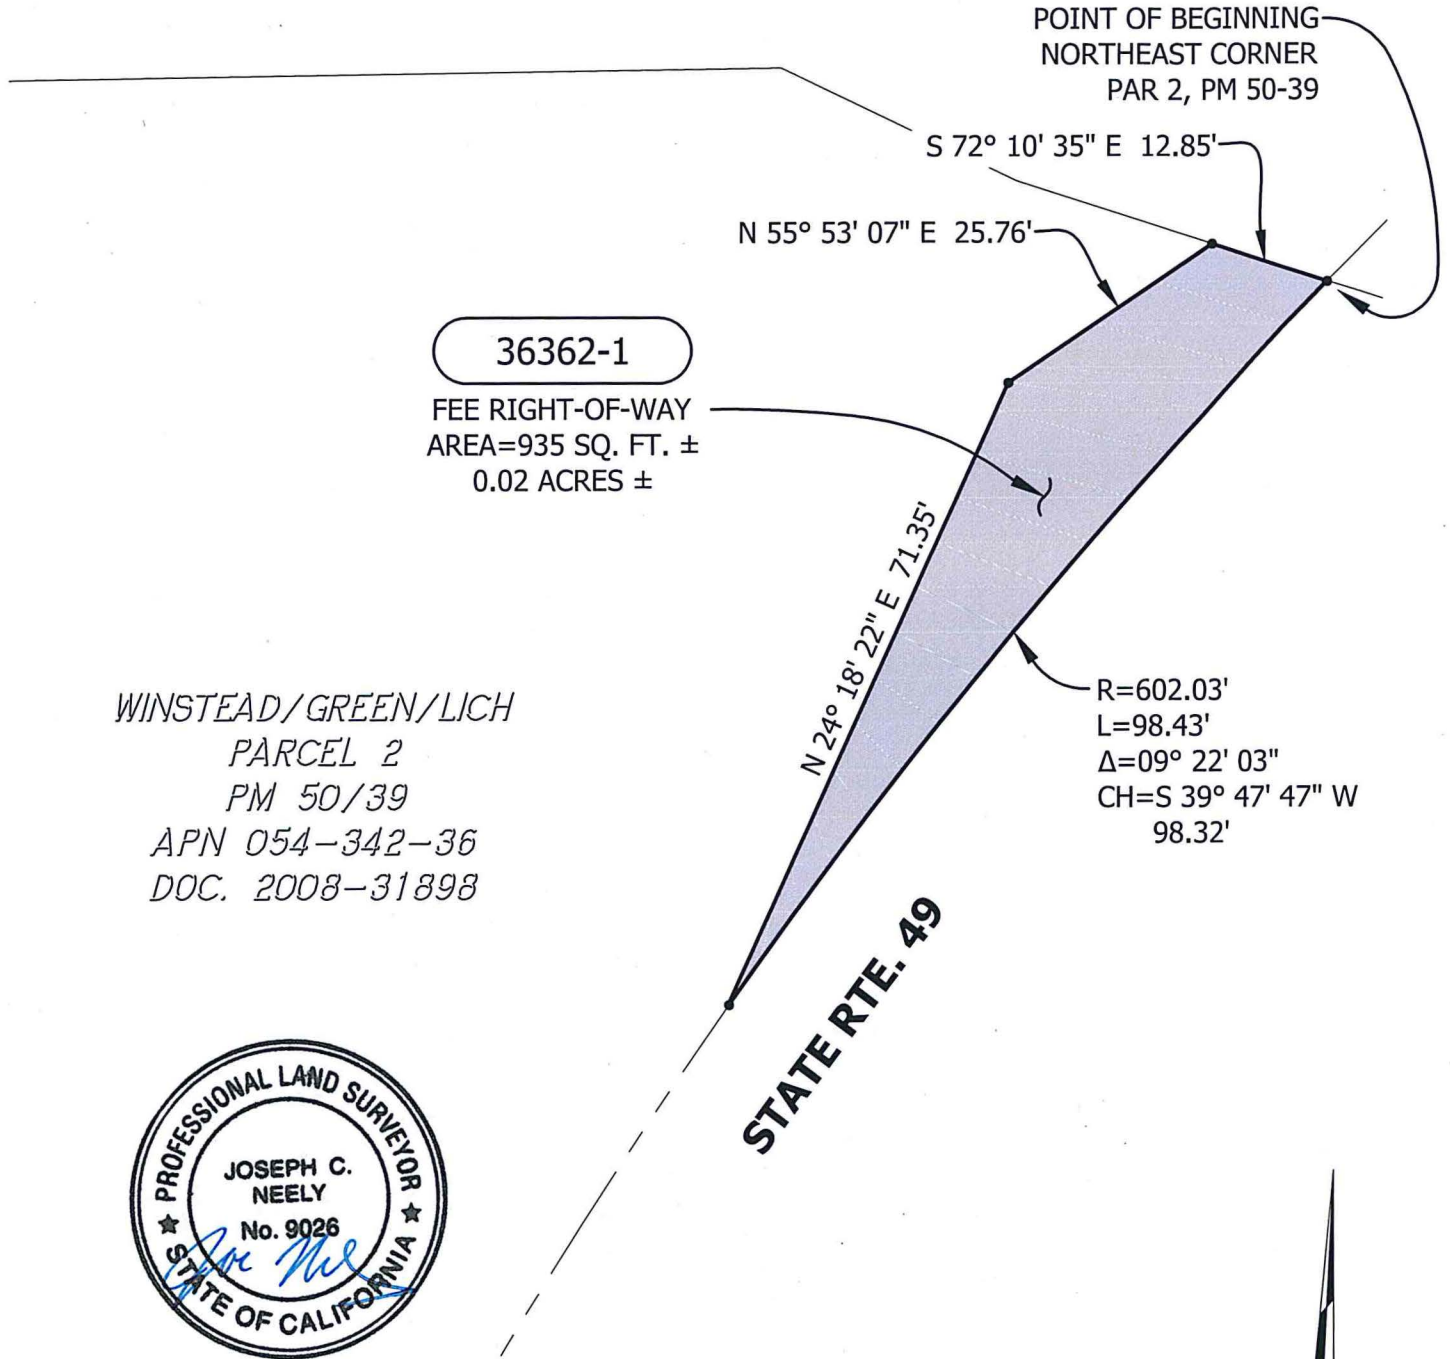 POINT OF BEGINNING
NORTHEAST CORNER
PAR 2, PM 50-39
S 72° 10' 35" E 12.85'
N 55° 53' 07" E 25.76'
36362-1
FEE RIGHT-OF-WAY
AREA=935 SQ. FT. ±
0.02 ACRES ±
N 24° 18' 22" E 71.35'
R=602.03'
L=98.43'
Δ=09° 22' 03"
CH=S 39° 47' 47" W
98.32'
WINSTEAD/GREEN/LICH
PARCEL 2
PM 50/39
APN 054-342-36
DOC. 2008-31898
STATE RTE. 49
PROFESSIONAL LAND SURVEYOR
JOSEPH C.
NEELY
No. 9026
STATE OF CALIFORNIA